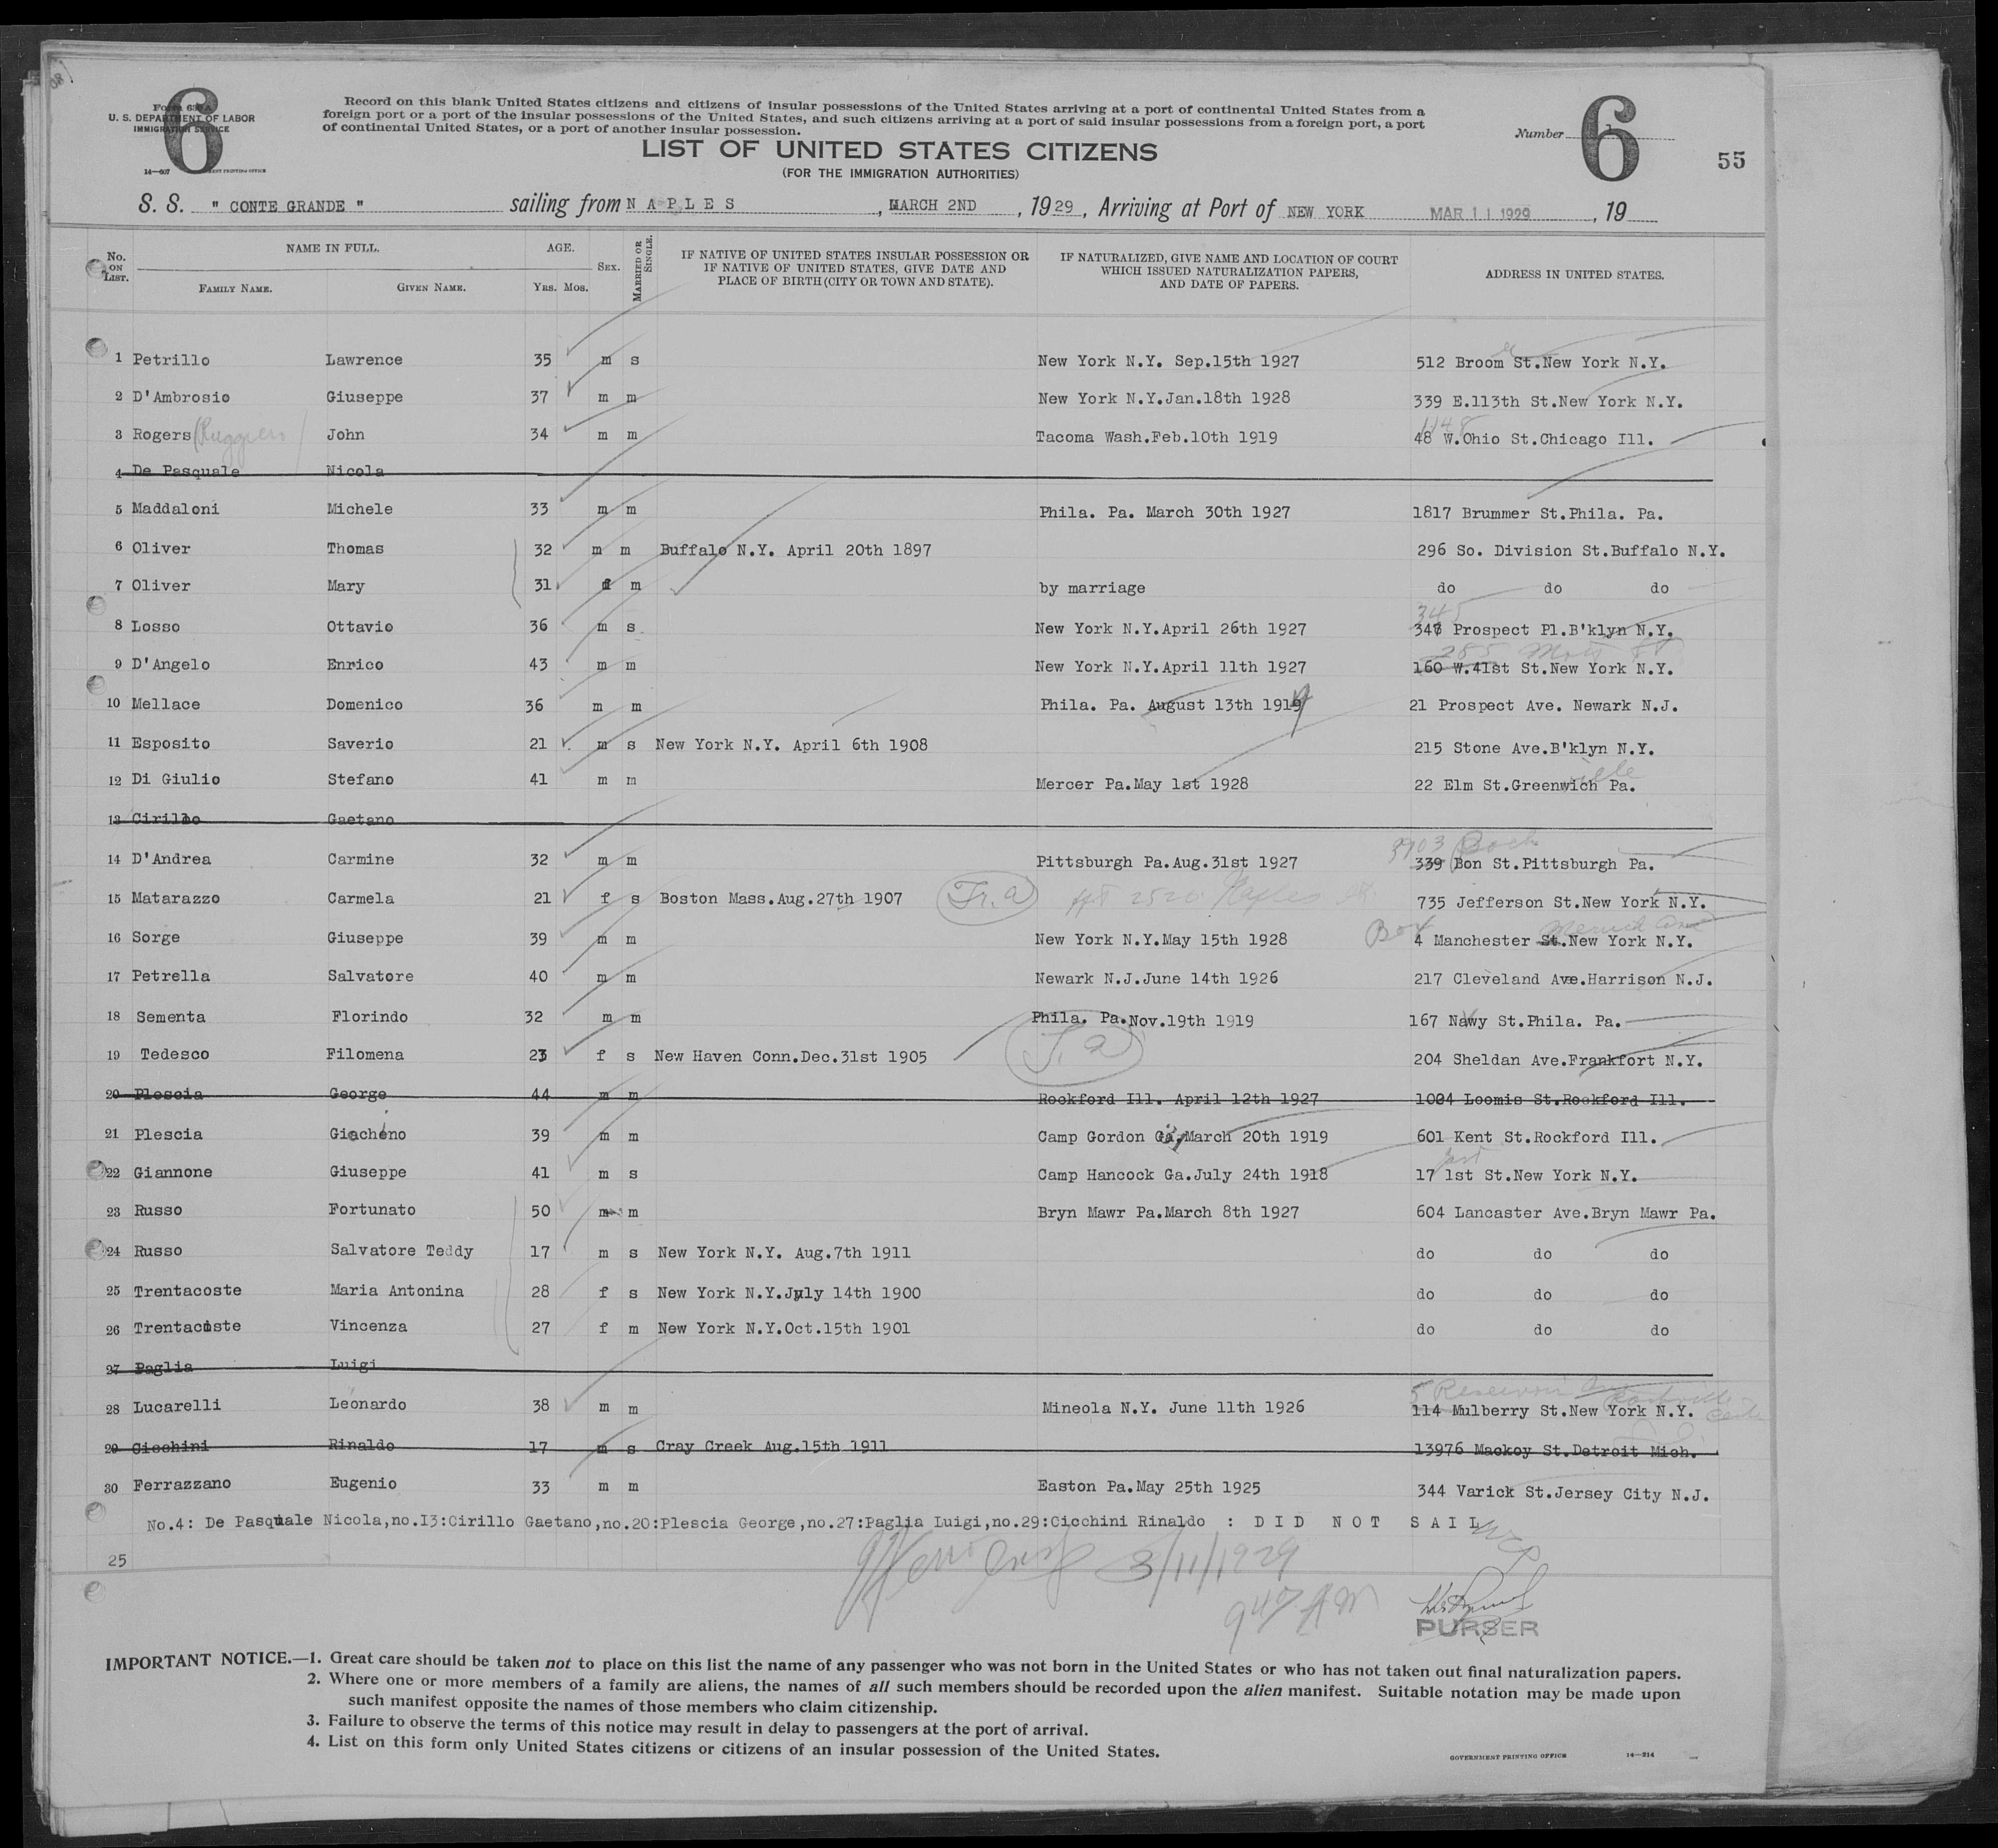 Form 630 A
U. S. DEPARTMENT OF LABOR
IMMIGRATION SERVICE
6
14—607
Record on this blank United States citizens and citizens of insular possessions of the United States arriving at a port of continental United States from a
foreign port or a port of the insular possessions of the United States, and such citizens arriving at a port of said insular possessions from a foreign port, a port
of continental United States, or a port of another insular possession.
LIST OF UNITED STATES CITIZENS
(FOR THE IMMIGRATION AUTHORITIES)
Number 6
55
S. S. " CONTE GRANDE " sailing from N A P L E S , MARCH 2ND , 1929 , Arriving at Port of NEW YORK MAR 11 1929 , 19
No. ON LIST. NAME IN FULL. FAMILY NAME. GIVEN NAME. AGE. YRS. MOS. SEX. MARRIED OR SINGLE. IF NATIVE OF UNITED STATES INSULAR POSSESSION OR IF NATIVE OF UNITED STATES, GIVE DATE AND PLACE OF BIRTH (CITY OR TOWN AND STATE). IF NATURALIZED, GIVE NAME AND LOCATION OF COURT WHICH ISSUED NATURALIZATION PAPERS, AND DATE OF PAPERS. ADDRESS IN UNITED STATES.
1 Petrillo Lawrence 35 m s New York N.Y. Sep.15th 1927 512 Broom St.New York N.Y.
2 D'Ambrosio Giuseppe 37 m m New York N.Y.Jan.18th 1928 339 E.113th St.New York N.Y.
3 Rogers (Ruggiero) John 34 m m Tacoma Wash.Feb.10th 1919 1148 48 W.Ohio St.Chicago Ill.
4 De Pasquale Nicola
5 Maddaloni Michele 33 m m Phila. Pa. March 30th 1927 1817 Brummer St.Phila. Pa.
6 Oliver Thomas 32 m m Buffalo N.Y. April 20th 1897 296 So. Division St.Buffalo N.Y.
7 Oliver Mary 31 f m by marriage do do do
8 Losso Ottavio 36 m s New York N.Y.April 26th 1927 345 348 Prospect Pl.B'klyn N.Y.
9 D'Angelo Enrico 43 m m New York N.Y.April 11th 1927 255 Mott St 160 W.41st St.New York N.Y.
10 Mellace Domenico 36 m m Phila. Pa. August 13th 1919 21 Prospect Ave. Newark N.J.
11 Esposito Saverio 21 m s New York N.Y. April 6th 1908 215 Stone Ave.B'klyn N.Y.
12 Di Giulio Stefano 41 m m Mercer Pa.May 1st 1928 22 Elm St.Greenwich ville Pa.
13 Cirillo Gaetano
14 D'Andrea Carmine 32 m m Pittsburgh Pa.Aug.31st 1927 339 Bon St.Pittsburgh Pa.
15 Matarazzo Carmela 21 f s Boston Mass.Aug.27th 1907 735 Jefferson St.New York N.Y.
16 Sorge Giuseppe 39 m m New York N.Y.May 15th 1928 Box 4 Manchester St.New York N.Y.
17 Petrella Salvatore 40 m m Newark N.J.June 14th 1926 217 Cleveland Ave.Harrison N.J.
18 Sementa Florindo 32 m m Phila. Pa.Nov.19th 1919 167 Nawy St.Phila. Pa.
19 Tedesco Filomena 23 f s New Haven Conn.Dec.31st 1905 204 Sheldan Ave.Frankfort N.Y.
20 Plescia George 44 m m Rockford Ill. April 12th 1927 1004 Loomis St.Rockford Ill.
21 Plescia Giachino 39 m m Camp Gordon Ga.March 31 20th 1919 601 Kent St.Rockford Ill.
22 Giannone Giuseppe 41 m s Camp Hancock Ga.July 24th 1918 17 East 1st St.New York N.Y.
23 Russo Fortunato 50 m m Bryn Mawr Pa.March 8th 1927 604 Lancaster Ave.Bryn Mawr Pa.
24 Russo Salvatore Teddy 17 m s New York N.Y. Aug.7th 1911 do do do
25 Trentacoste Maria Antonina 28 f s New York N.Y.July 14th 1900 do do do
26 Trentacoste Vincenza 27 f m New York N.Y.Oct.15th 1901 do do do
27 Paglia Luigi
28 Lucarelli Leonardo 38 m m Mineola N.Y. June 11th 1926 114 Mulberry St.New York N.Y.
29 Cicchini Rinaldo 17 m s Cray Creek Aug.15th 1911 13976 Mackoy St.Detroit Mich.
30 Ferrazzano Eugenio 33 m m Easton Pa.May 25th 1925 344 Varick St.Jersey City N.J.
No.4: De Pasquale Nicola,no.I3:Cirillo Gaetano,no.20:Plescia George,no.27:Paglia Luigi,no.29:Cicchini Rinaldo : D I D N O T S A I L
25
3/11/1929
9 47 AM
PURSER
IMPORTANT NOTICE.—1. Great care should be taken not to place on this list the name of any passenger who was not born in the United States or who has not taken out final naturalization papers.
2. Where one or more members of a family are aliens, the names of all such members should be recorded upon the alien manifest. Suitable notation may be made upon
such manifest opposite the names of those members who claim citizenship.
3. Failure to observe the terms of this notice may result in delay to passengers at the port of arrival.
4. List on this form only United States citizens or citizens of an insular possession of the United States.
GOVERNMENT PRINTING OFFICE 14—214